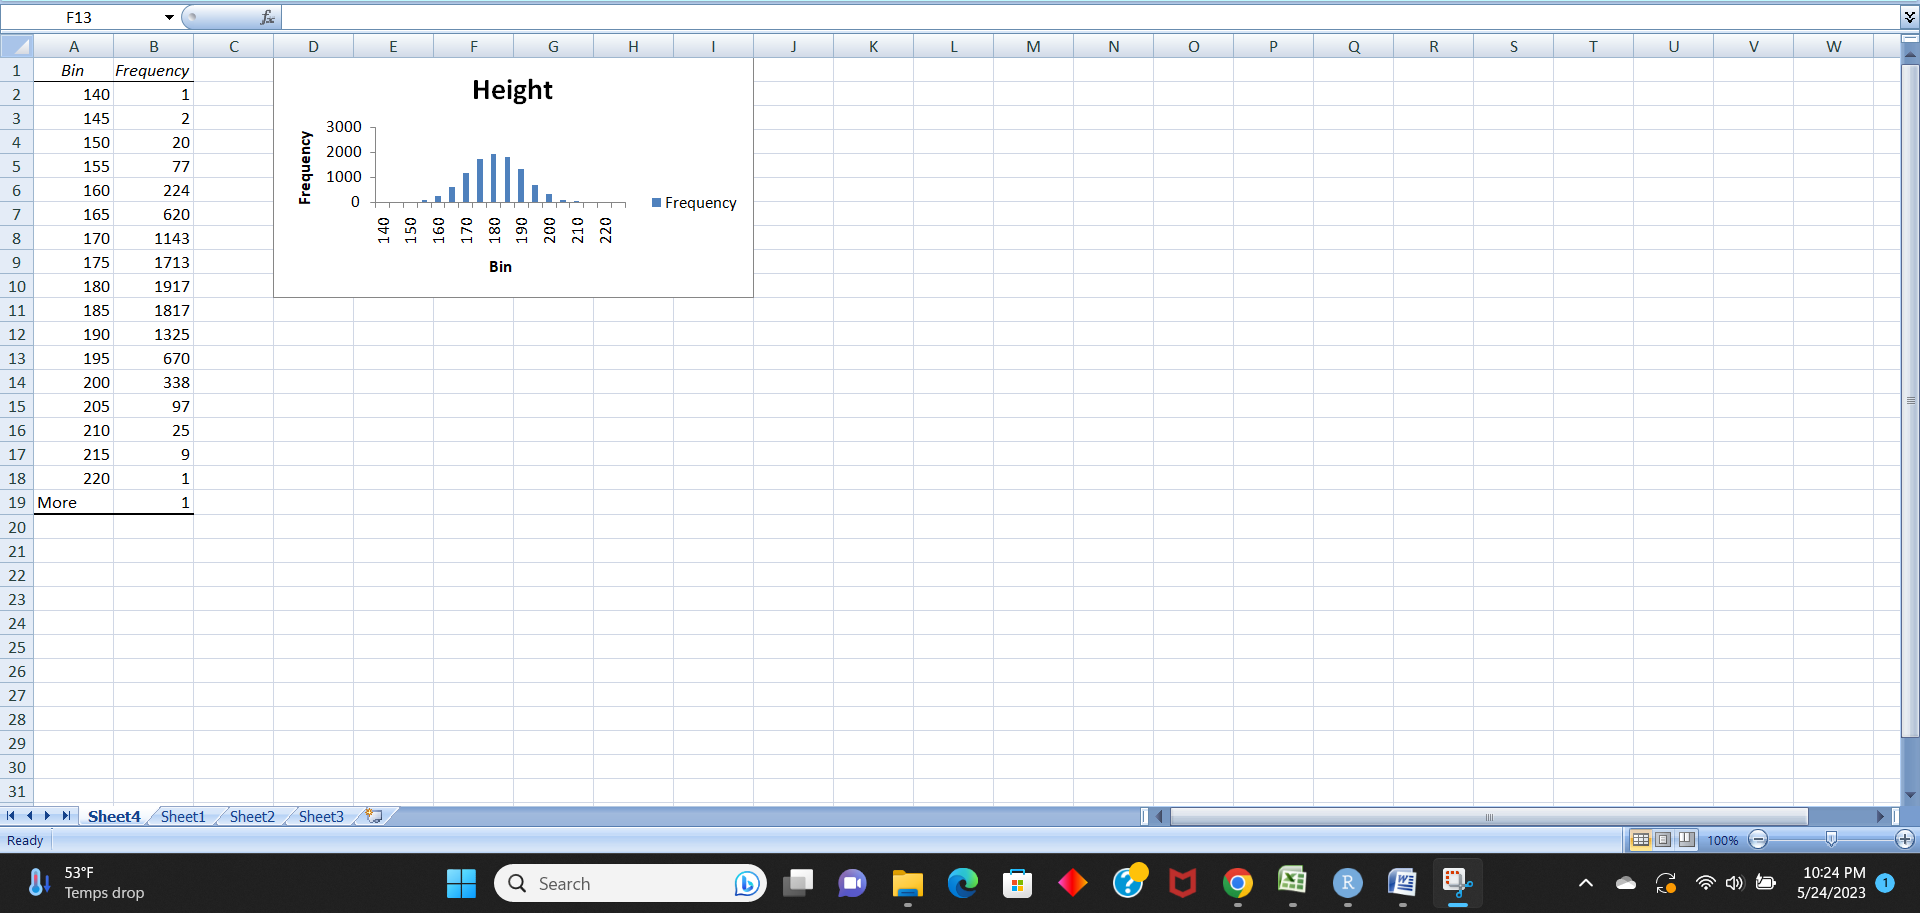 F13
A B C D E F G H I J K L M N O P Q R S T U V W
1 Bin Frequency
2 140 1
3 145 2
4 150 20
5 155 77
6 160 224
7 165 620
8 170 1143
9 175 1713
10 180 1917
11 185 1817
12 190 1325
13 195 670
14 200 338
15 205 97
16 210 25
17 215 9
18 220 1
19 More 1
20
21
22
23
24
25
26
27
28
29
30
31
Height
Frequency
3000
2000
1000
0
140 150 160 170 180 190 200 210 220
Bin
Frequency
Sheet4 Sheet1 Sheet2 Sheet3
Ready
100%
53°F
Temps drop
Search
10:24 PM
5/24/2023
1